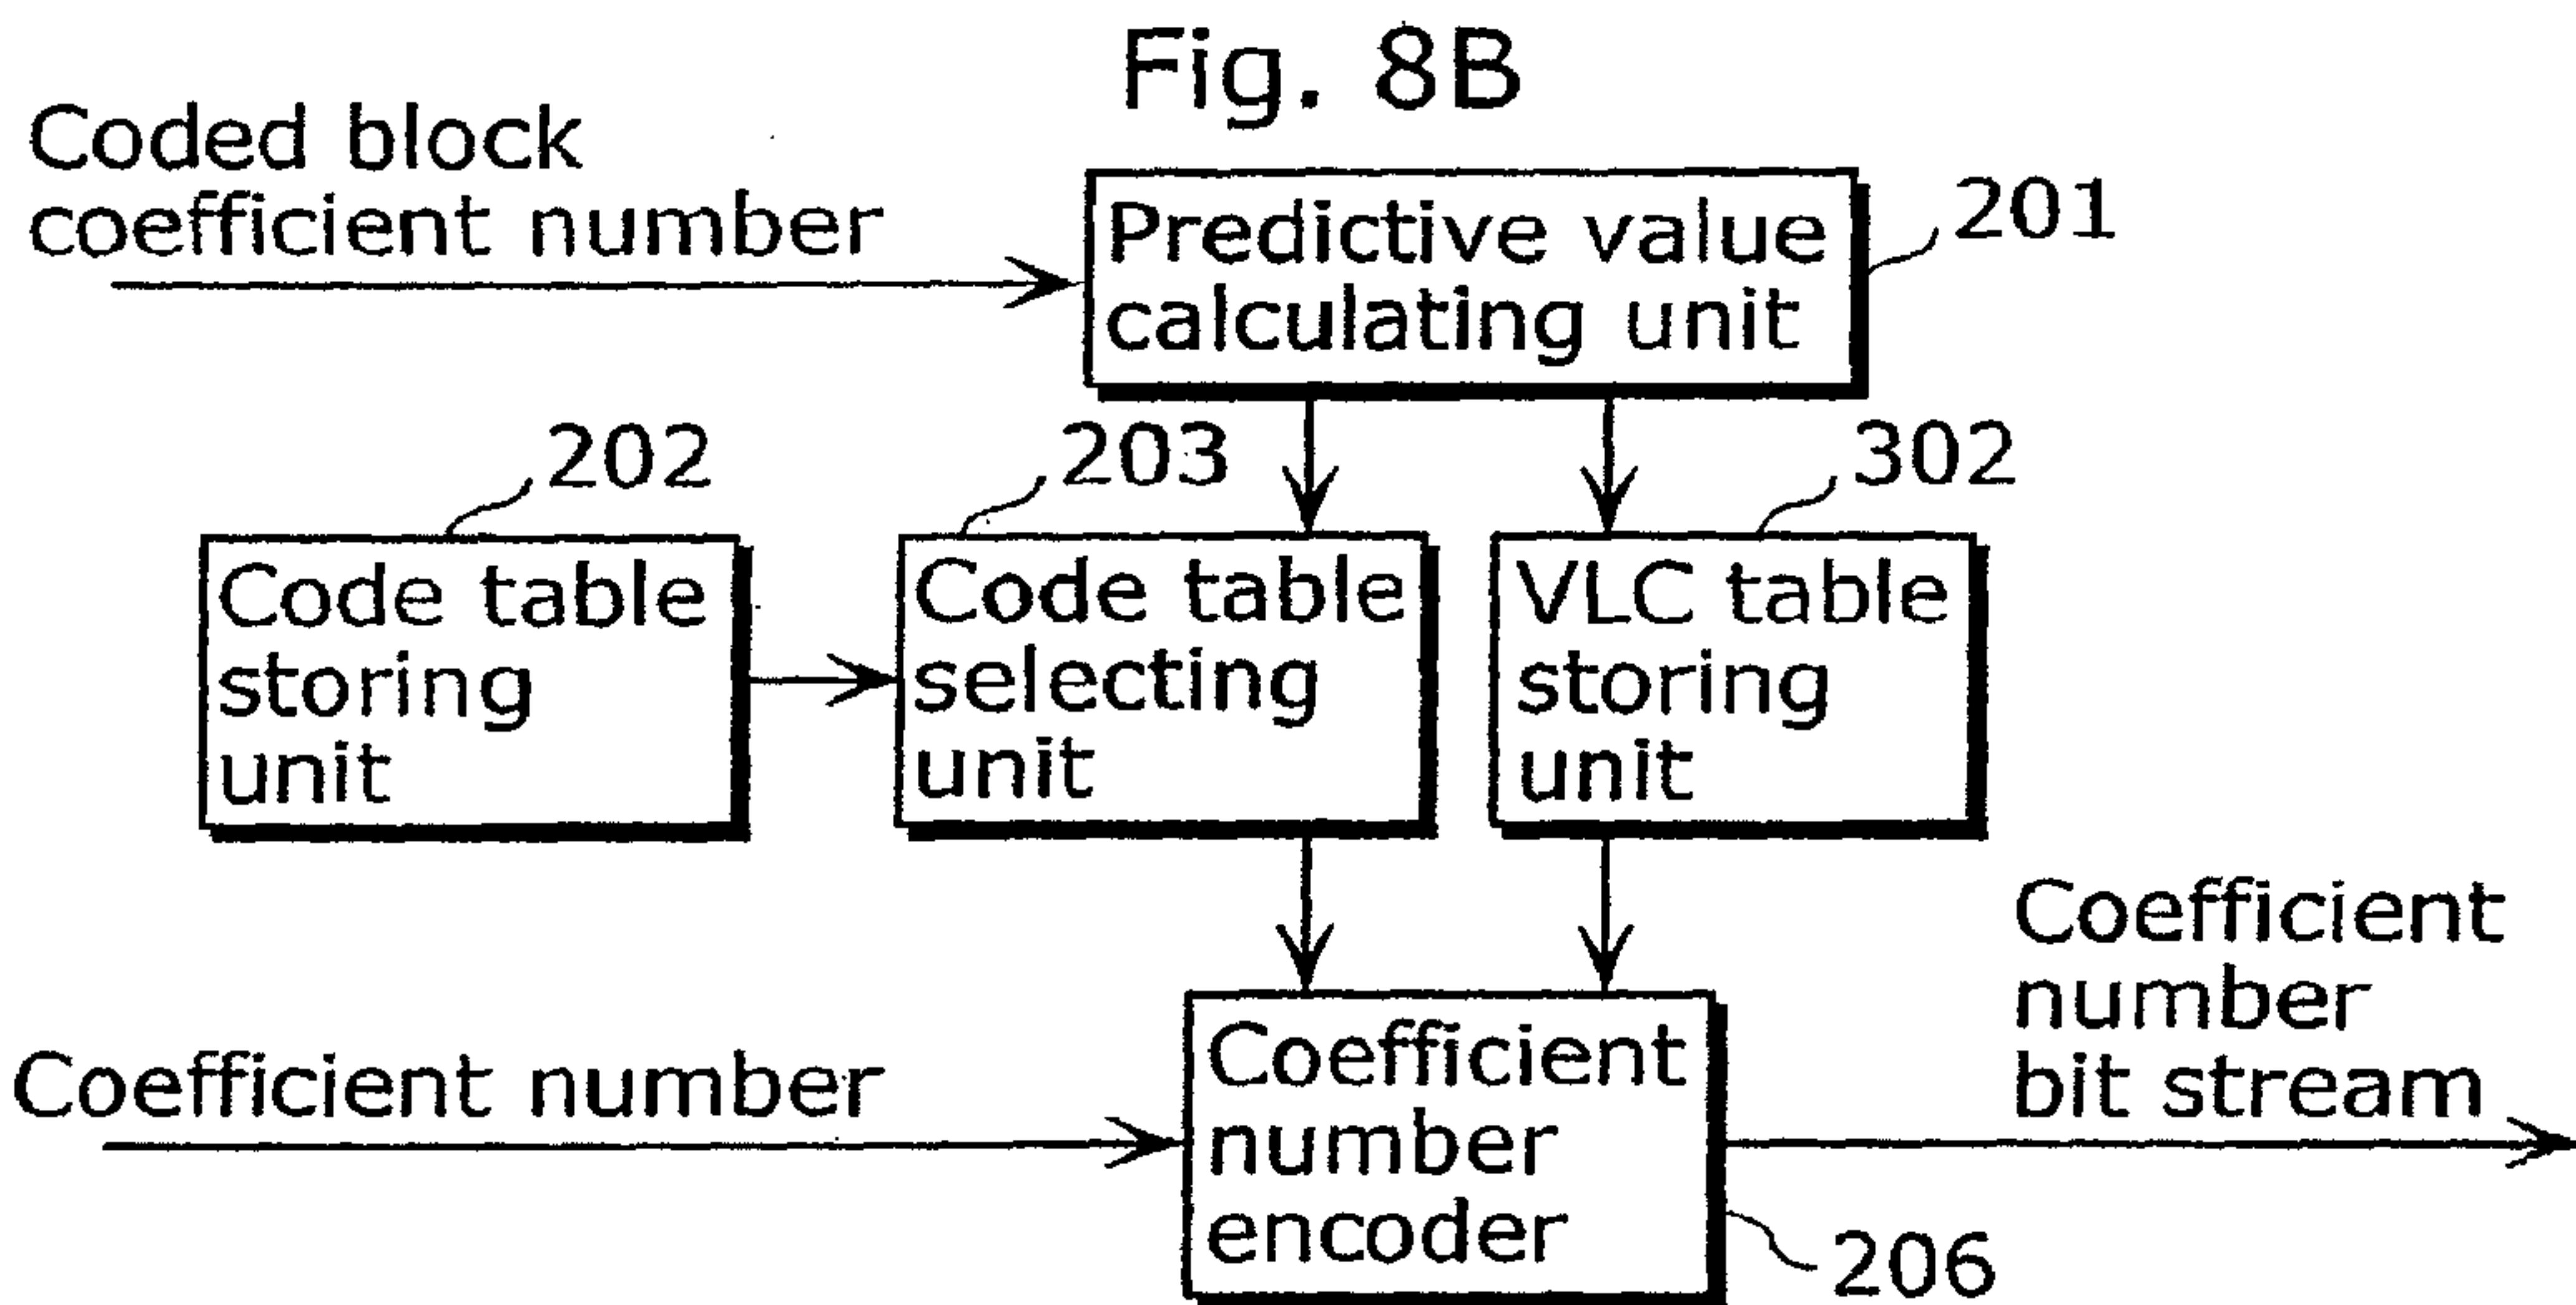 Fig. 8B
Coded block
coefficient number
Predictive value
calculating unit
201
202
203
302
Code table
storing
unit
Code table
selecting
unit
VLC table
storing
unit
Coefficient number
Coefficient
number
encoder
206
Coefficient
number
bit stream